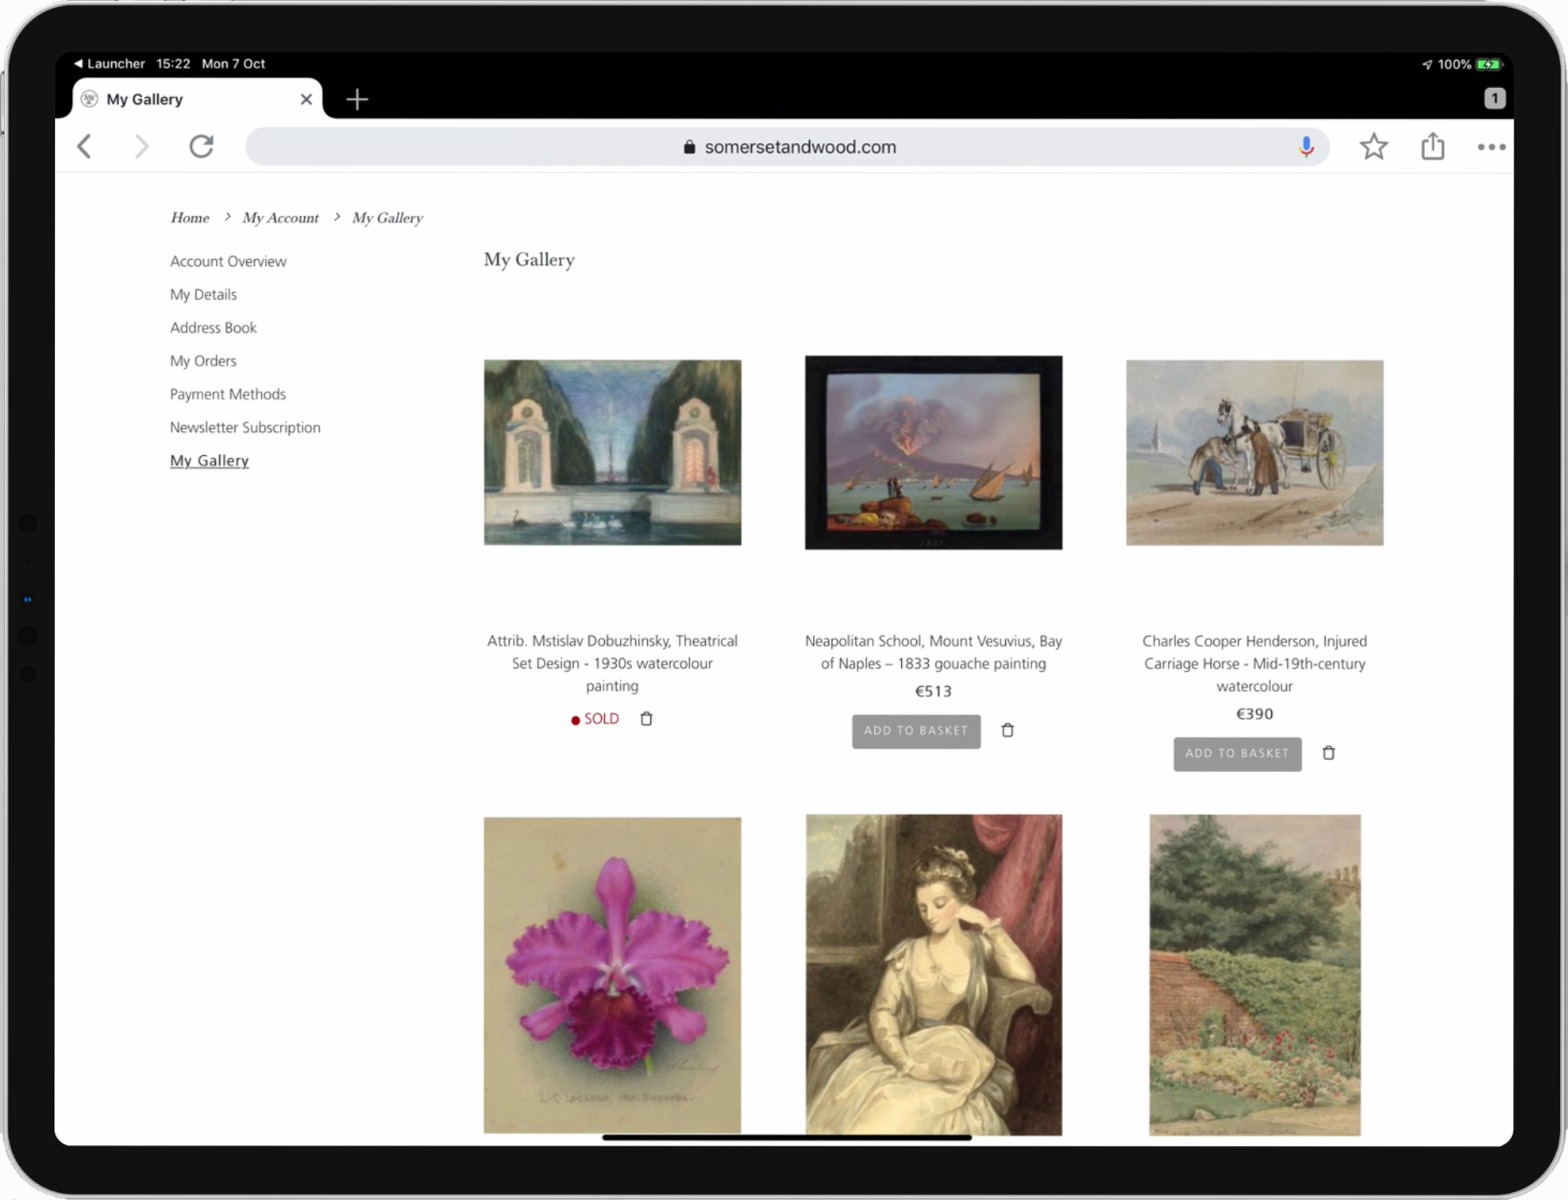 Launcher 15:22 Mon 7 Oct
100%
My Gallery
1
somersetandwood.com
Home > My Account > My Gallery
Account Overview
My Details
Address Book
My Orders
Payment Methods
Newsletter Subscription
My Gallery
My Gallery
Attrib. Mstislav Dobuzhinsky, Theatrical
Set Design - 1930s watercolour
painting
SOLD
Neapolitan School, Mount Vesuvius, Bay
of Naples – 1833 gouache painting
€513
ADD TO BASKET
Charles Cooper Henderson, Injured
Carriage Horse - Mid-19th-century
watercolour
€390
ADD TO BASKET